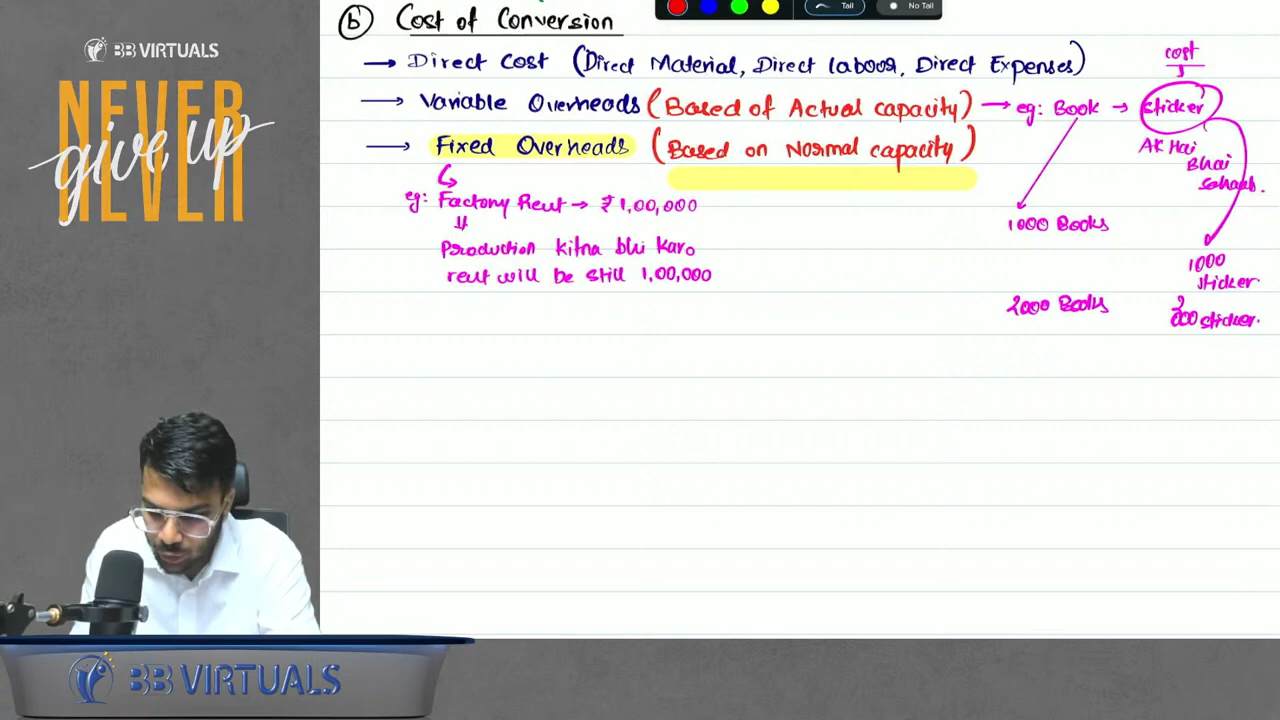 BB VIRTUALS
NEVER
give up
NEVER
BB VIRTUALS
Tail
No Tail
(b) Cost of Conversion
→ Direct Cost (Direct Material, Direct labour, Direct Expenses)
→ Variable Overheads (Based of Actual capacity) → eg: Book → sticker
cost
AK Hai
Bhai
Sahab.
→ Fixed Overheads (Based on Normal capacity)
eg: Factory Rent → ₹1,00,000
Production kitna bhi karo
rent will be still 1,00,000
1000 Books
1000
sticker
2000 Books
2000 sticker.